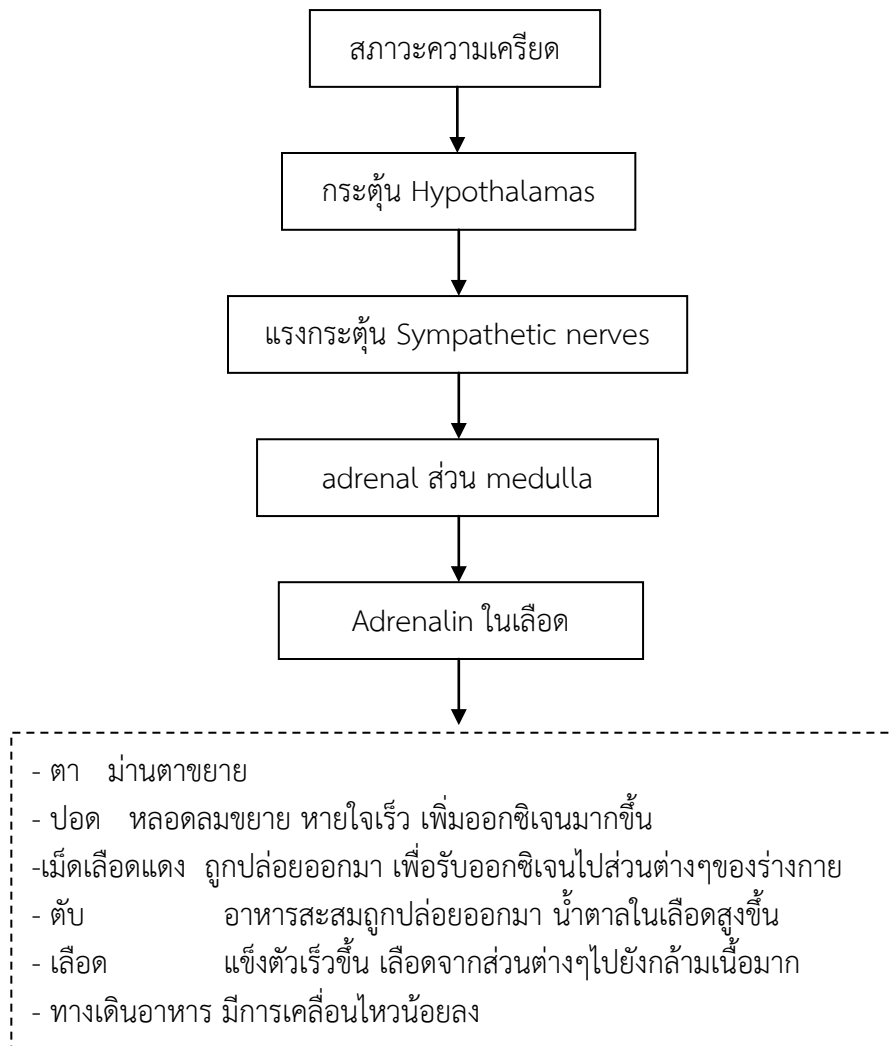 สภาวะความเครียด
กระตุ้น Hypothalamas
แรงกระตุ้น Sympathetic nerves
adrenal ส่วน medulla
Adrenalin ในเลือด
- ตา ม่านตาขยาย
- ปอด หลอดลมขยาย หายใจเร็ว เพิ่มออกซิเจนมากขึ้น
-เม็ดเลือดแดง ถูกปล่อยออกมา เพื่อรับออกซิเจนไปส่วนต่างๆของร่างกาย
- ตับ อาหารสะสมถูกปล่อยออกมา น้ำตาลในเลือดสูงขึ้น
- เลือด แข็งตัวเร็วขึ้น เลือดจากส่วนต่างๆไปยังกล้ามเนื้อมาก
- ทางเดินอาหาร มีการเคลื่อนไหวน้อยลง